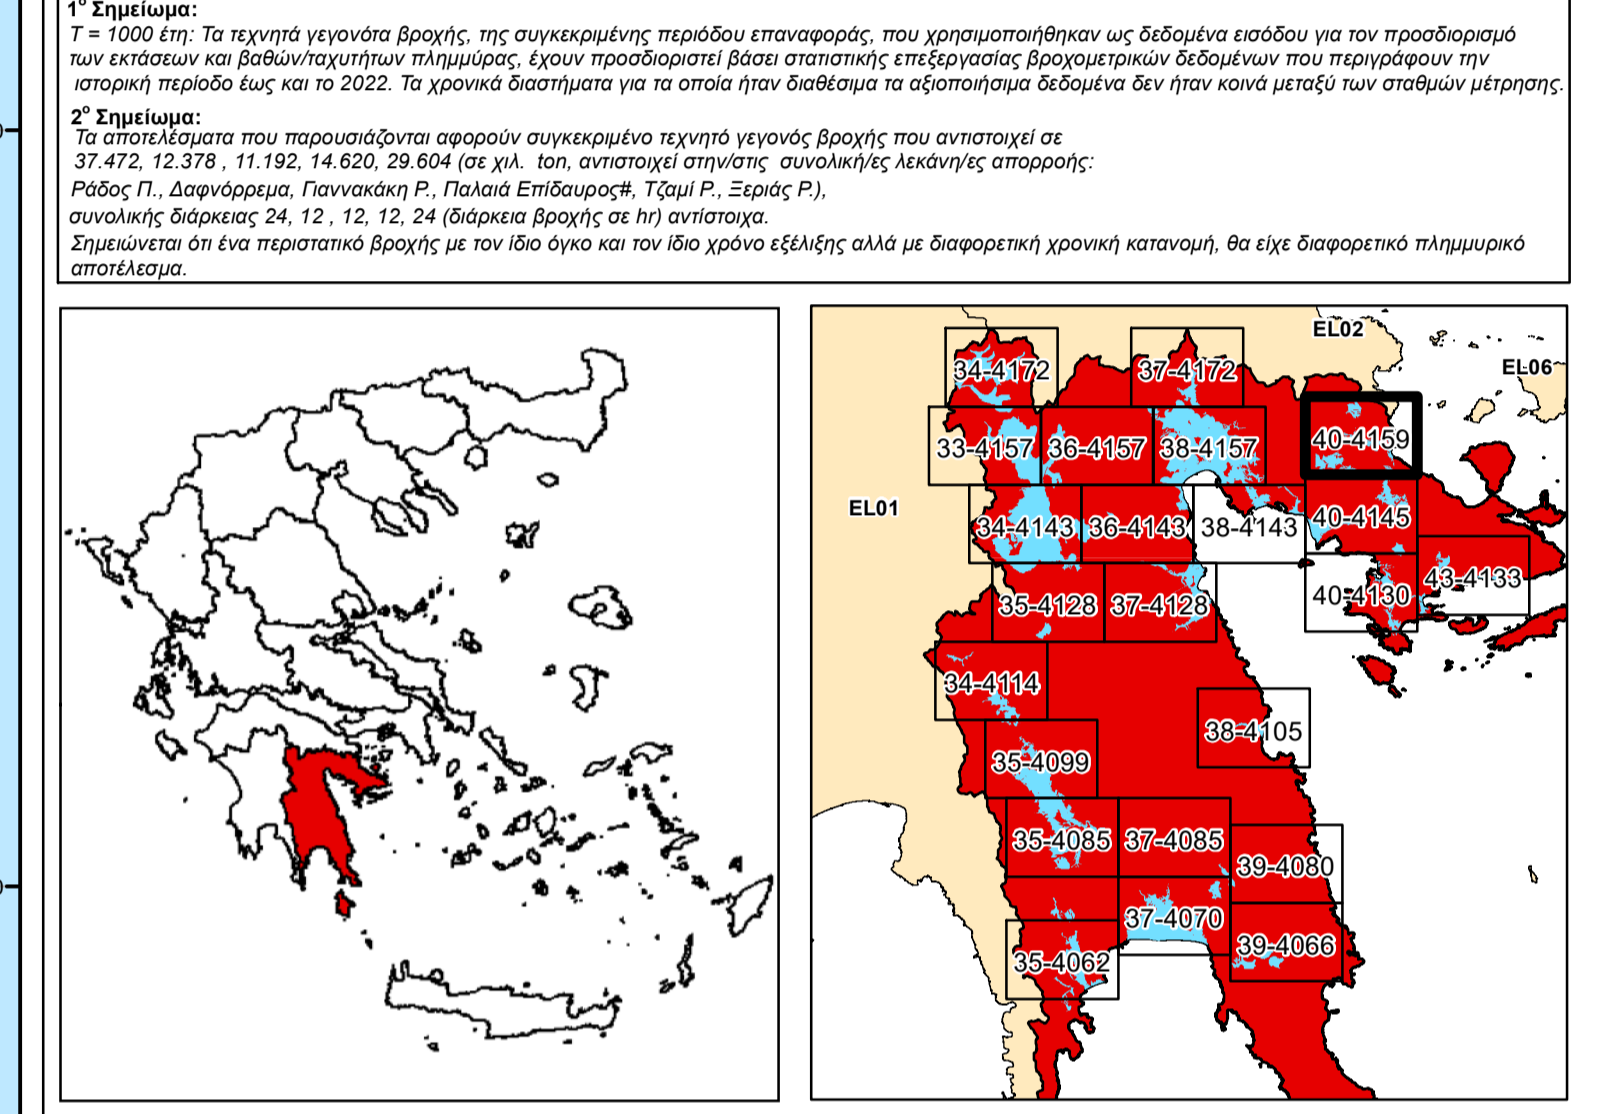 1º Σημείωμα:
T = 1000 έτη: Τα τεχνητά γεγονότα βροχής, της συγκεκριμένης περιόδου επαναφοράς, που χρησιμοποιήθηκαν ως δεδομένα εισόδου για τον προσδιορισμό
των εκτάσεων και βαθών/ταχυτήτων πλημμύρας, έχουν προσδιοριστεί βάσει στατιστικής επεξεργασίας βροχομετρικών δεδομένων που περιγράφουν την
ιστορική περίοδο έως και το 2022. Τα χρονικά διαστήματα για τα οποία ήταν διαθέσιμα τα αξιοποιήσιμα δεδομένα δεν ήταν κοινά μεταξύ των σταθμών μέτρησης.
2º Σημείωμα:
Τα αποτελέσματα που παρουσιάζονται αφορούν συγκεκριμένο τεχνητό γεγονός βροχής που αντιστοιχεί σε
37.472, 12.378 , 11.192, 14.620, 29.604 (σε χιλ. ton, αντιστοιχεί στην/στις συνολική/ες λεκάνη/ες απορροής:
Ράδος Π., Δαφνόρρεμα, Γιαννακάκη Ρ., Παλαιά Επίδαυρος#, Τζαμί Ρ., Ξεριάς Ρ.),
συνολικής διάρκειας 24, 12 , 12, 12, 24 (διάρκεια βροχής σε hr) αντίστοιχα.
Σημειώνεται ότι ένα περιστατικό βροχής με τον ίδιο όγκο και τον ίδιο χρόνο εξέλιξης αλλά με διαφορετική χρονική κατανομή, θα είχε διαφορετικό πλημμυρικό
αποτέλεσμα.
EL02
EL06
34-4172
37-4172
33-4157
36-4157
38-4157
40-4159
EL01
34-4143
36-4143
38-4143
40-4145
35-4128
37-4128
40-4130
43-4133
34-4114
38-4105
35-4099
35-4085
37-4085
39-4080
37-4070
39-4066
35-4062